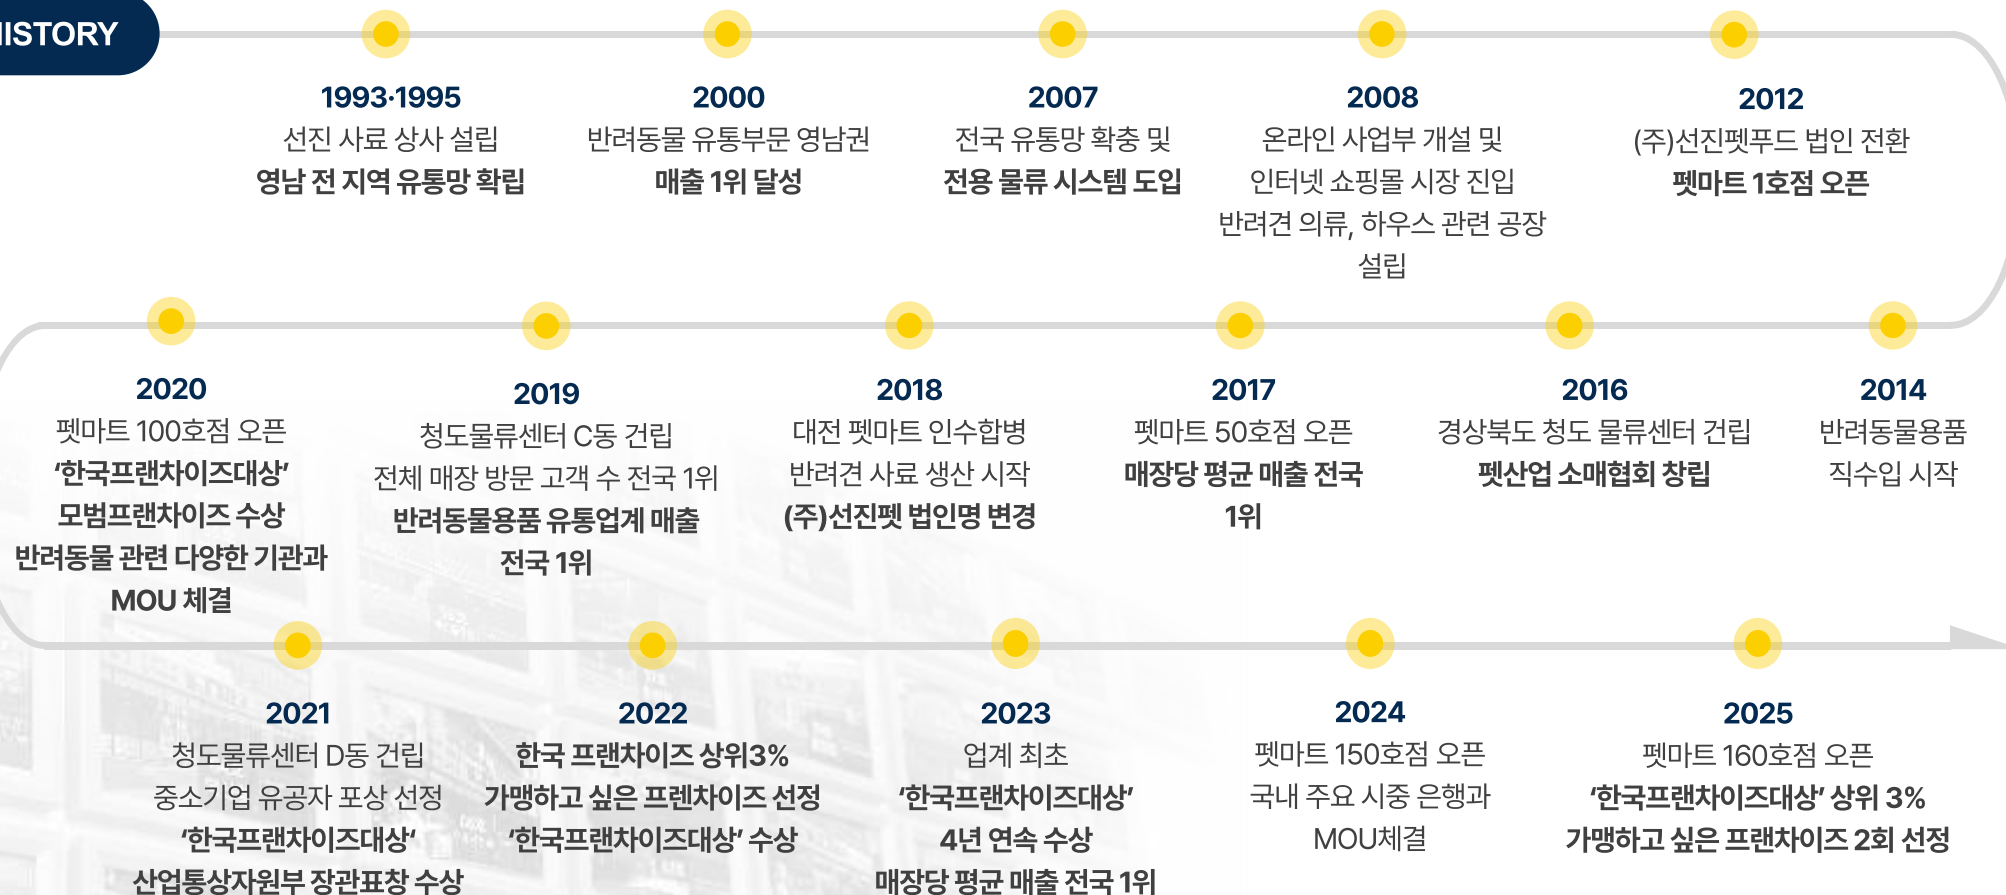 HISTORY
1993·1995
선진 사료 상사 설립
영남 전 지역 유통망 확립
2000
반려동물 유통부문 영남권
매출 1위 달성
2007
전국 유통망 확충 및
전용 물류 시스템 도입
2008
온라인 사업부 개설 및
인터넷 쇼핑몰 시장 진입
반려견 의류, 하우스 관련 공장
설립
2012
(주)선진펫푸드 법인 전환
펫마트 1호점 오픈
2014
반려동물용품
직수입 시작
2016
경상북도 청도 물류센터 건립
펫산업 소매협회 창립
2017
펫마트 50호점 오픈
매장당 평균 매출 전국
1위
2018
대전 펫마트 인수합병
반려견 사료 생산 시작
(주)선진펫 법인명 변경
2019
청도물류센터 C동 건립
전체 매장 방문 고객 수 전국 1위
반려동물용품 유통업계 매출
전국 1위
2020
펫마트 100호점 오픈
‘한국프랜차이즈대상’
모범프랜차이즈 수상
반려동물 관련 다양한 기관과
MOU 체결
2021
청도물류센터 D동 건립
중소기업 유공자 포상 선정
‘한국프랜차이즈대상‘
산업통상자원부 장관표창 수상
2022
한국 프랜차이즈 상위3%
가맹하고 싶은 프렌차이즈 선정
‘한국프랜차이즈대상’ 수상
2023
업계 최초
‘한국프랜차이즈대상’
4년 연속 수상
매장당 평균 매출 전국 1위
2024
펫마트 150호점 오픈
국내 주요 시중 은행과
MOU체결
2025
펫마트 160호점 오픈
‘한국프랜차이즈대상’ 상위 3%
가맹하고 싶은 프랜차이즈 2회 선정